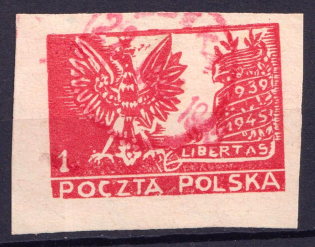 1939
1945
1.
LIBERTAS
POCZTA POLSKA